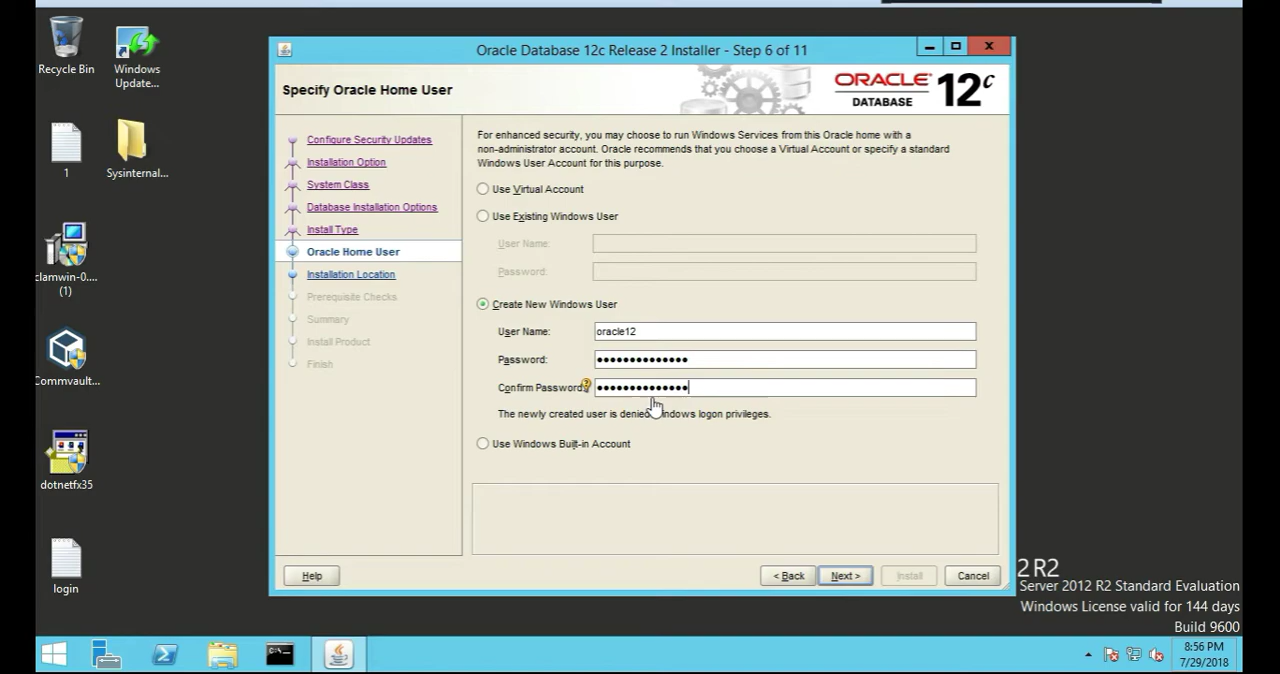 Recycle Bin
Windows
Update...
1
Sysinternal...
clamwin-0....
(1)
Commvault...
dotnetfx35
login
Oracle Database 12c Release 2 Installer - Step 6 of 11
Specify Oracle Home User
ORACLE
DATABASE
12c
Configure Security Updates
Installation Option
System Class
Database Installation Options
Install Type
Oracle Home User
Installation Location
Prerequisite Checks
Summary
Install Product
Finish
For enhanced security, you may choose to run Windows Services from this Oracle home with a
non-administrator account. Oracle recommends that you choose a Virtual Account or specify a standard
Windows User Account for this purpose.
Use Virtual Account
Use Existing Windows User
User Name:
Password:
Create New Windows User
User Name: oracle12
Password: ••••••••••••••
Confirm Password: ••••••••••••••
The newly created user is denied Windows logon privileges.
Use Windows Built-in Account
Help
< Back
Next >
Install
Cancel
2 R2
Server 2012 R2 Standard Evaluation
Windows License valid for 144 days
Build 9600
8:56 PM
7/29/2018